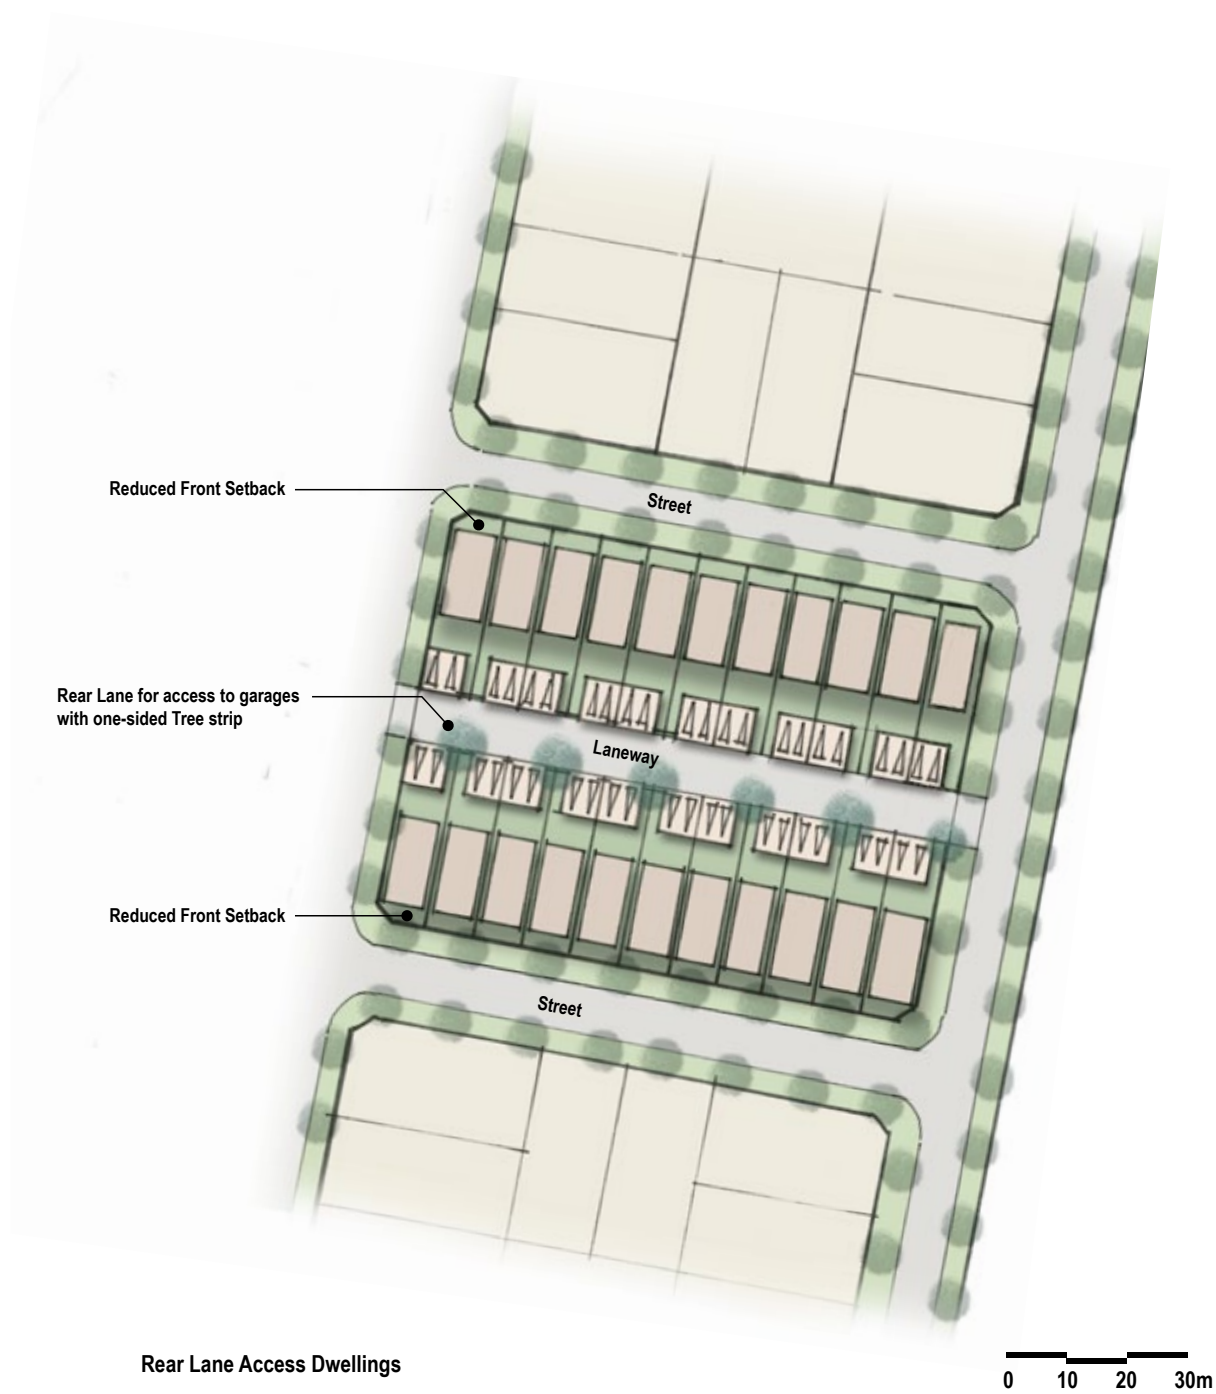 Reduced Front Setback
Street
Rear Lane for access to garages
with one-sided Tree strip
Laneway
Reduced Front Setback
Street
Rear Lane Access Dwellings
0 10 20 30m